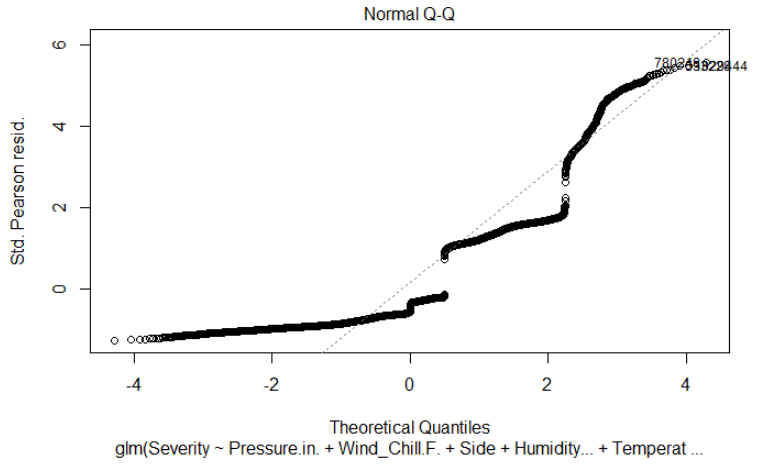 Normal Q-Q
Std. Pearson resid.
6
4
2
0
780248
-4
-2
0
2
4
Theoretical Quantiles
glm(Severity ~ Pressure.in. + Wind_Chill.F. + Side + Humidity... + Temperat ...